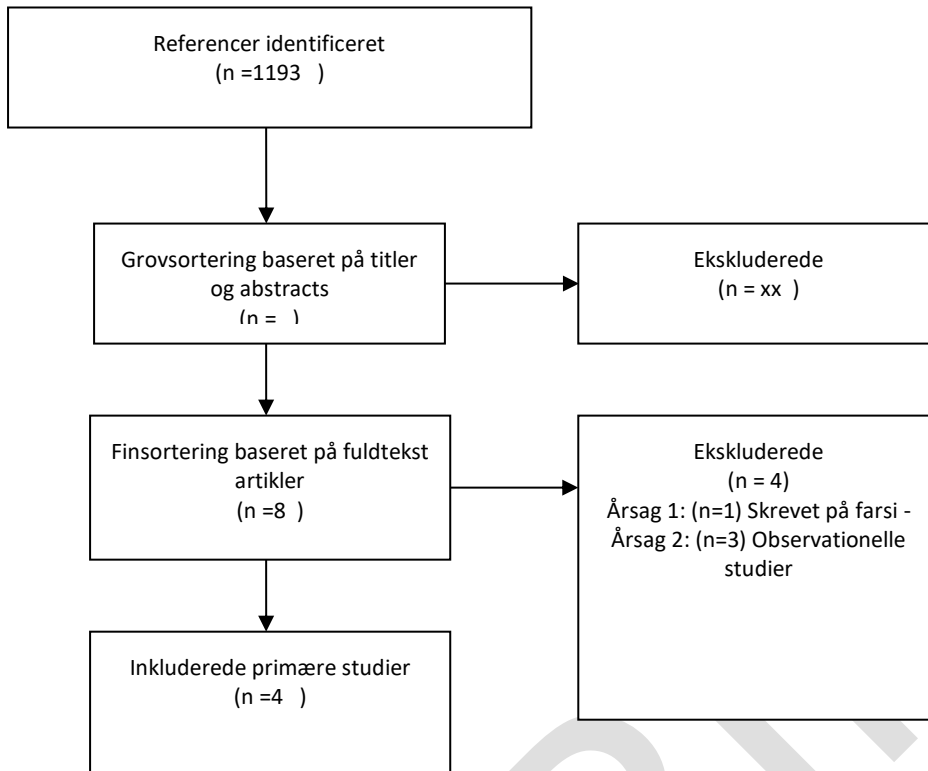 Referencer identificeret
(n =1193 )
Grovsortering baseret på titler
og abstracts
(n = )
Ekskluderede
(n = xx )
Finsortering baseret på fuldtekst
artikler
(n =8 )
Ekskluderede
(n = 4)
Årsag 1: (n=1) Skrevet på farsi -
Årsag 2: (n=3) Observationelle
studier
Inkluderede primære studier
(n =4 )